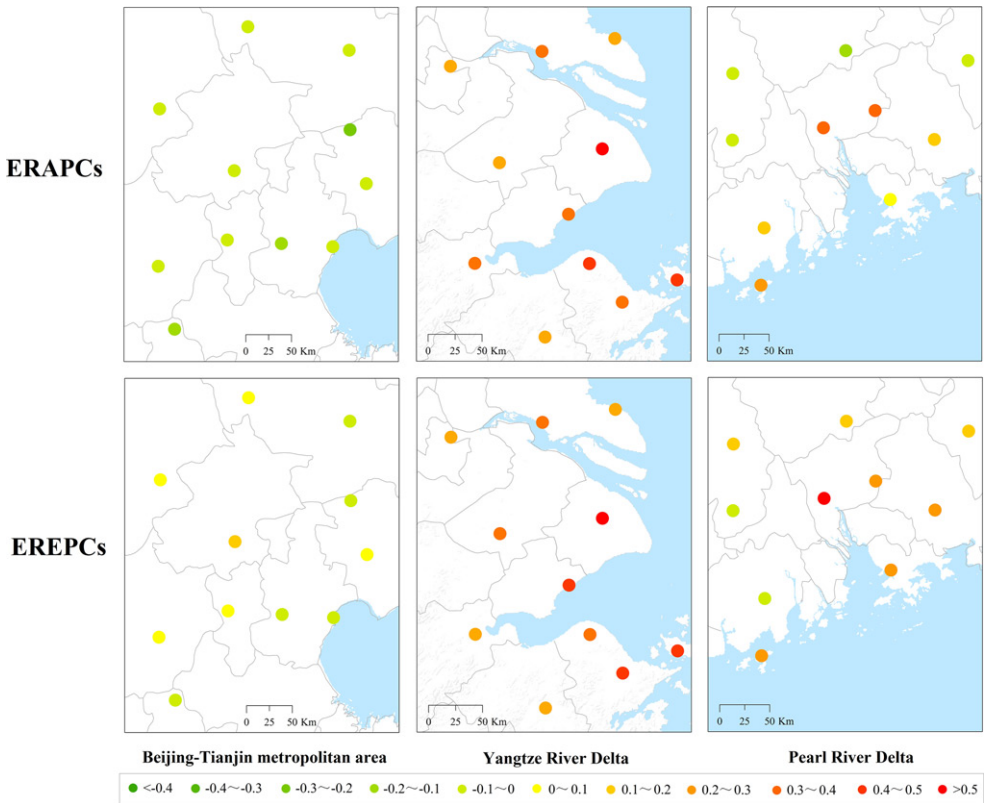 ERAPCs
0 25 50 Km
0 25 50 Km
0 25 50 Km
EREPCs
0 25 50 Km
0 25 50 Km
0 25 50 Km
Beijing-Tianjin metropolitan area
Yangtze River Delta
Pearl River Delta
<-0.4 -0.4~-0.3 -0.3~-0.2 -0.2~-0.1 -0.1~0 0~0.1 0.1~0.2 0.2~0.3 0.3~0.4 0.4~0.5 >0.5